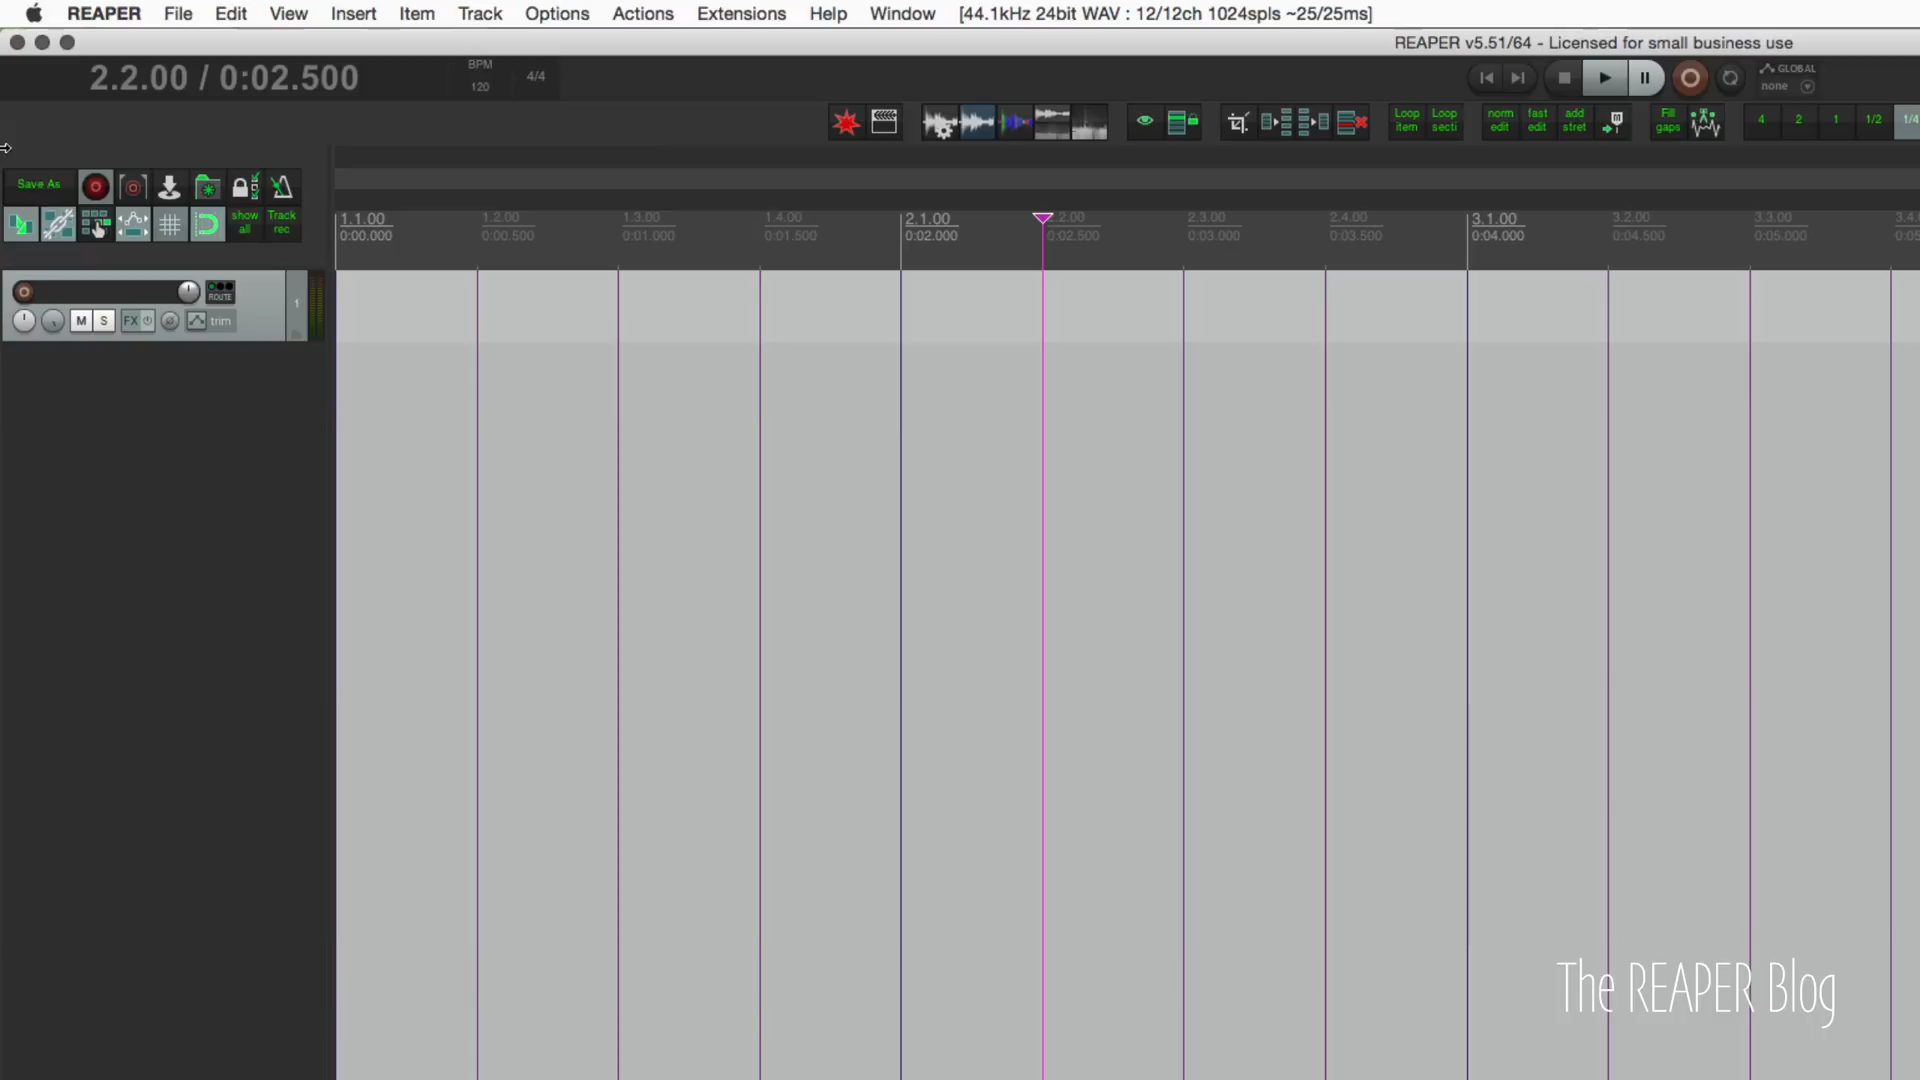 REAPER File Edit View Insert Item Track Options Actions Extensions Help Window [44.1kHz 24bit WAV : 12/12ch 1024spls ~25/25ms]
REAPER v5.51/64 - Licensed for small business use
2.2.00 / 0:02.500
BPM
120
4/4
GLOBAL
none
Loop item
Loop secti
norm edit
fast edit
add stret
Fill gaps
4 2 1 1/2 1/4
Save As
show all
Track rec
1.1.00 1.2.00 1.3.00 1.4.00 2.1.00 2.2.00 2.3.00 2.4.00 3.1.00 3.2.00 3.3.00 3.4.0
0:00.000 0:00.500 0:01.000 0:01.500 0:02.000 0:02.500 0:03.000 0:03.500 0:04.000 0:04.500 0:05.000 0:05
ROUTE
1
M S FX trim
The REAPER Blog